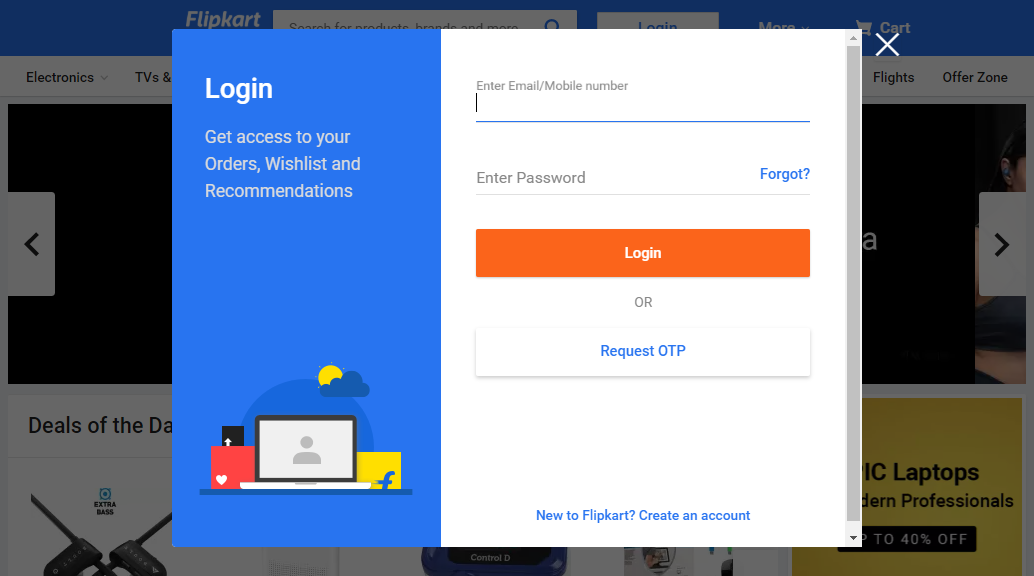 Flipkart
Search for products, brands and more
Login
More
Cart
Electronics
TVs &
Flights
Offer Zone
Login
Get access to your
Orders, Wishlist and
Recommendations
Enter Email/Mobile number
Enter Password
Forgot?
Login
OR
Request OTP
New to Flipkart? Create an account
a
Deals of the Da
EXTRA
BASS
Control D
PIC Laptops
dern Professionals
P TO 40% OFF